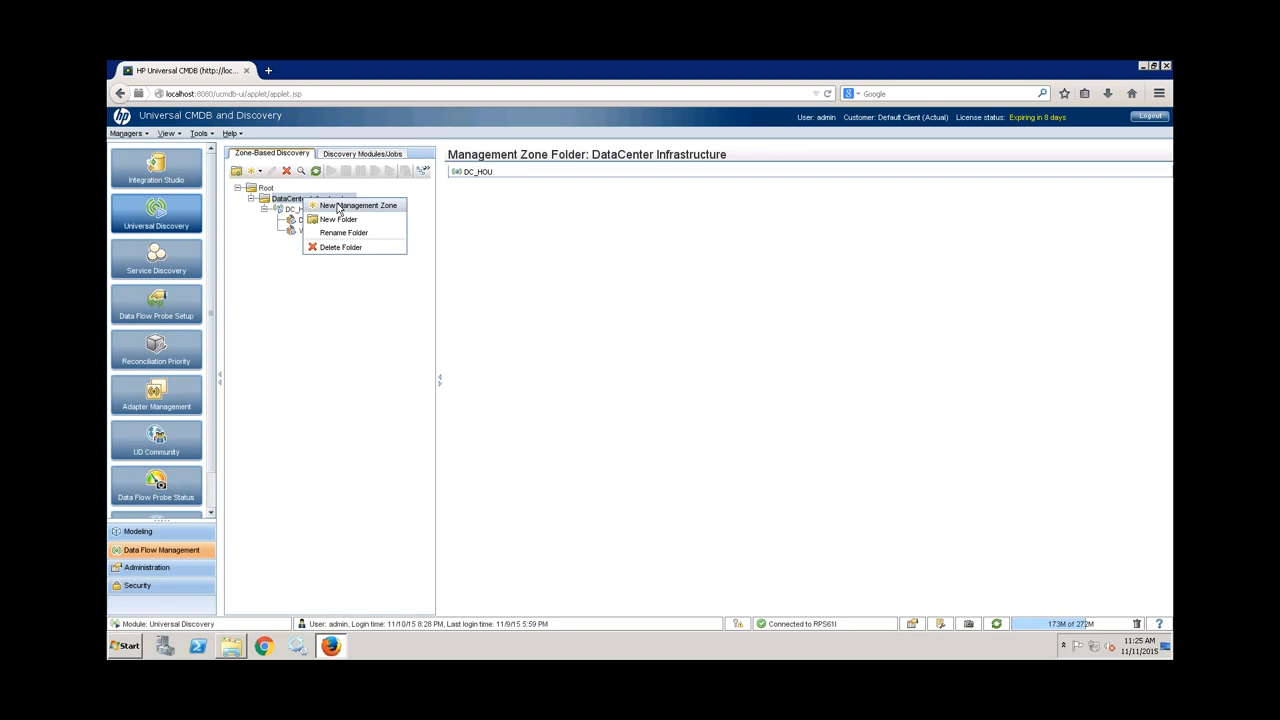 HP Universal CMDB (http://loc...
localhost:8080/ucmdb-ui/applet/applet.jsp
Google
Universal CMDB and Discovery
User: admin Customer: Default Client (Actual) License status: Expiring in 8 days
Logout
Managers View Tools Help
Integration Studio
Universal Discovery
Service Discovery
Data Flow Probe Setup
Reconciliation Priority
Adapter Management
UD Community
Data Flow Probe Status
Modeling
Data Flow Management
Administration
Security
Zone-Based Discovery
Discovery Modules/Jobs
Root
DC_H
New Management Zone
New Folder
Rename Folder
Delete Folder
Management Zone Folder: DataCenter Infrastructure
DC_HOU
Module: Universal Discovery
User: admin, Login time: 11/10/15 8:28 PM, Last login time: 11/9/15 5:59 PM
Connected to RPS61I
173M of 272M
Start
11:25 AM
11/11/2015